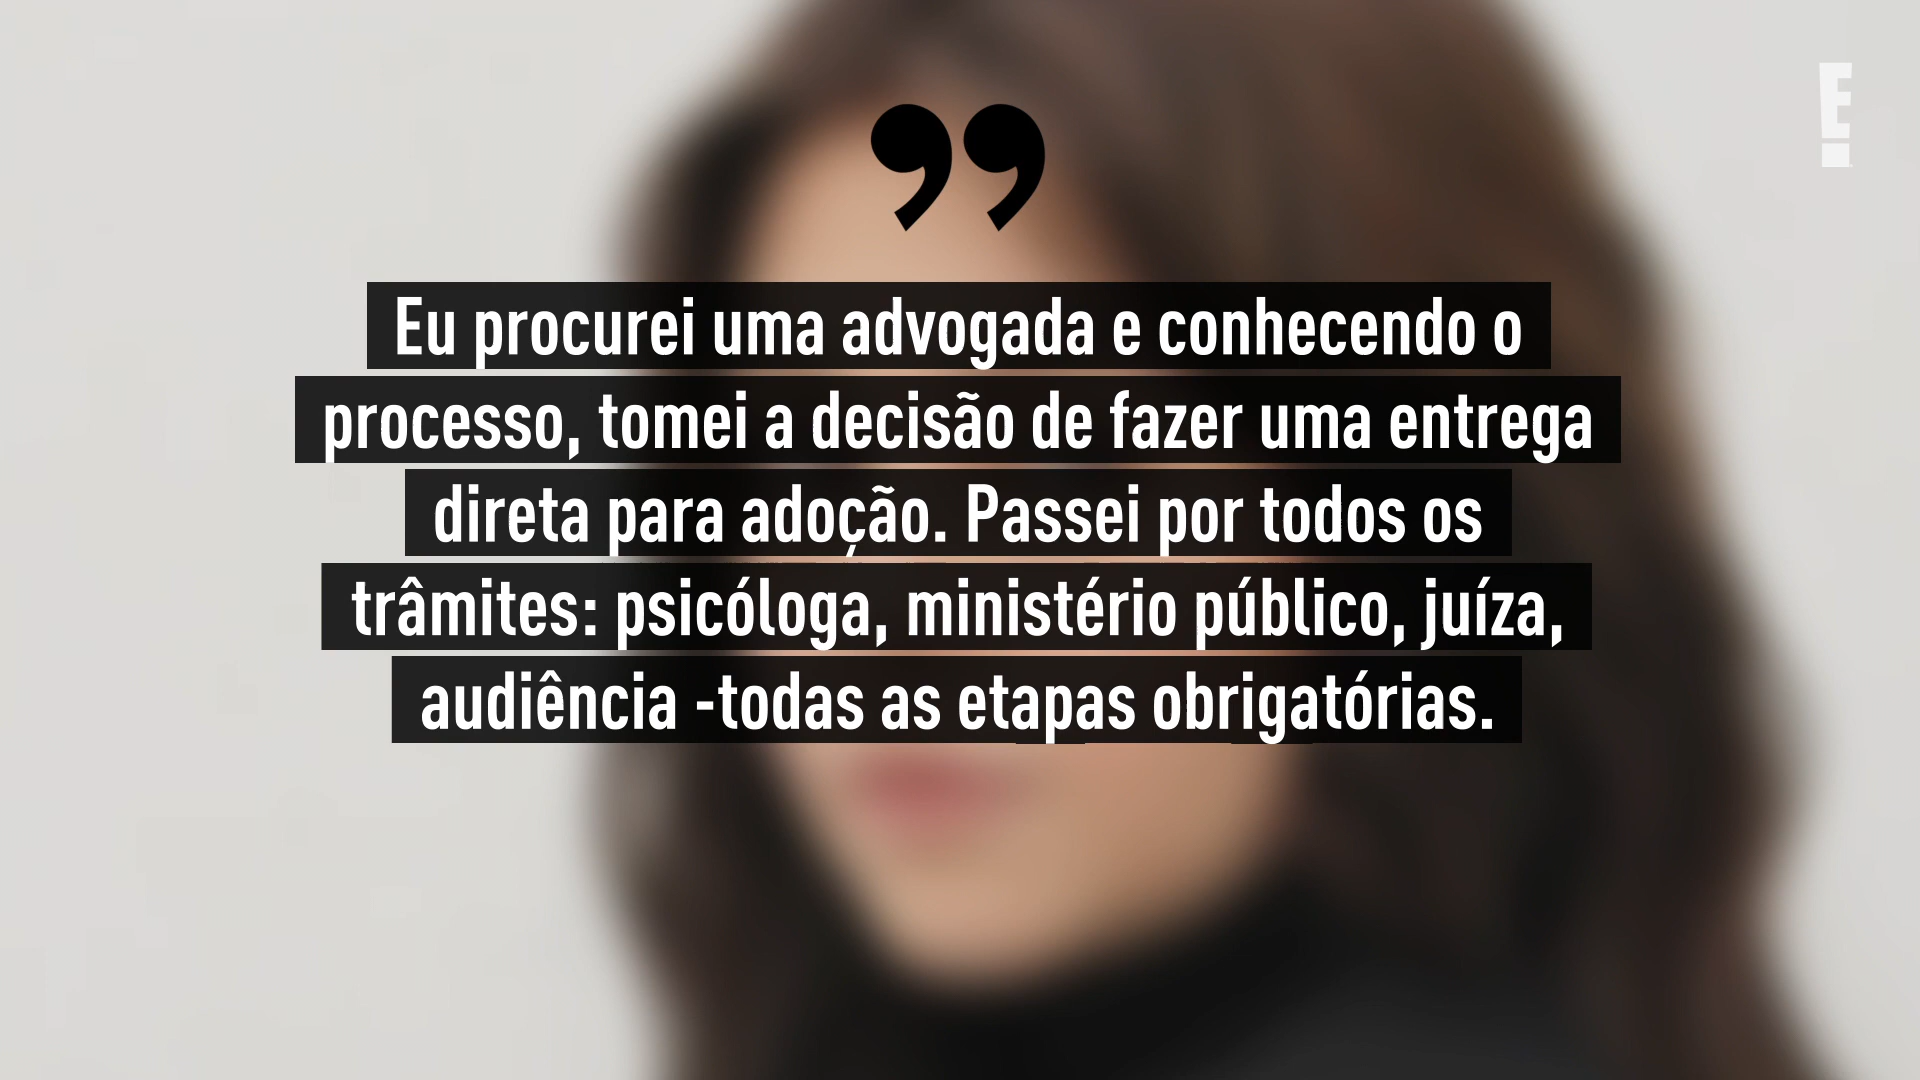 E!
”
Eu procurei uma advogada e conhecendo o
processo, tomei a decisão de fazer uma entrega
direta para adoção. Passei por todos os
trâmites: psicóloga, ministério público, juíza,
audiência -todas as etapas obrigatórias.